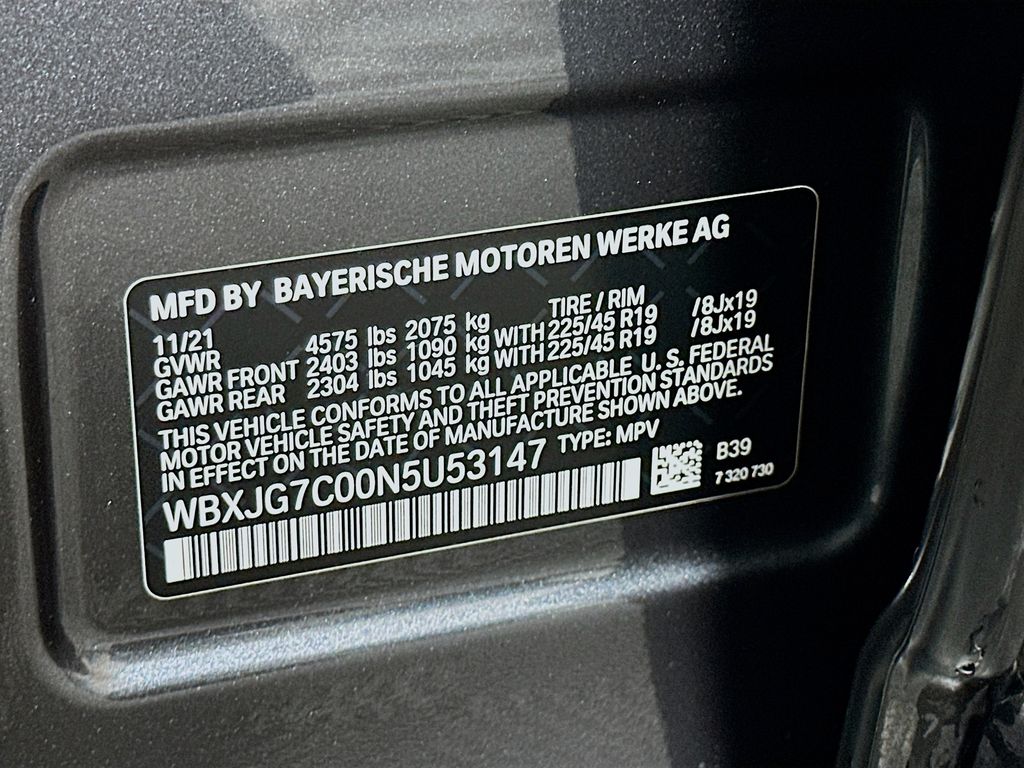 MFD BY BAYERISCHE MOTOREN WERKE AG
11/21 TIRE / RIM
GVWR 4575 lbs 2075 kg
GAWR FRONT 2403 lbs 1090 kg WITH 225/45 R19 /8Jx19
GAWR REAR 2304 lbs 1045 kg WITH 225/45 R19 /8Jx19
THIS VEHICLE CONFORMS TO ALL APPLICABLE U. S. FEDERAL
MOTOR VEHICLE SAFETY AND THEFT PREVENTION STANDARDS
IN EFFECT ON THE DATE OF MANUFACTURE SHOWN ABOVE.
WBXJG7C00N5U53147 TYPE: MPV
B39
7 320 730